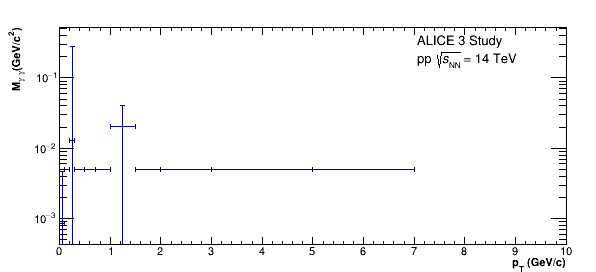 ALICE 3 Study
pp √s_NN = 14 TeV
M_γγ (GeV/c²)
10⁻¹
10⁻²
10⁻³
0 1 2 3 4 5 6 7 8 9 10
p_T (GeV/c)